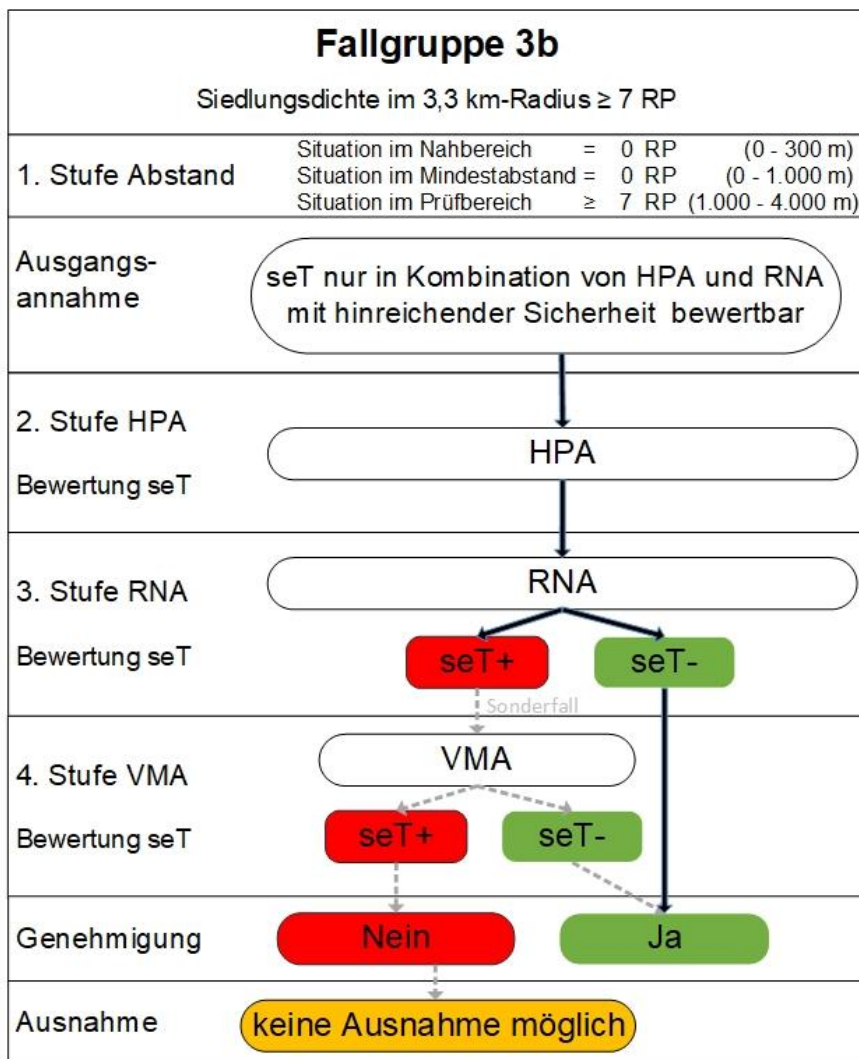 Fallgruppe 3b
Siedlungsdichte im 3,3 km-Radius ≥ 7 RP
1. Stufe Abstand
Situation im Nahbereich = 0 RP (0 - 300 m)
Situation im Mindestabstand = 0 RP (0 - 1.000 m)
Situation im Prüfbereich ≥ 7 RP (1.000 - 4.000 m)
Ausgangs-
annahme
seT nur in Kombination von HPA und RNA
mit hinreichender Sicherheit bewertbar
2. Stufe HPA
HPA
Bewertung seT
3. Stufe RNA
RNA
Bewertung seT
seT+ seT-
Sonderfall
4. Stufe VMA
VMA
Bewertung seT
seT+ seT-
Genehmigung
Nein Ja
Ausnahme
keine Ausnahme möglich